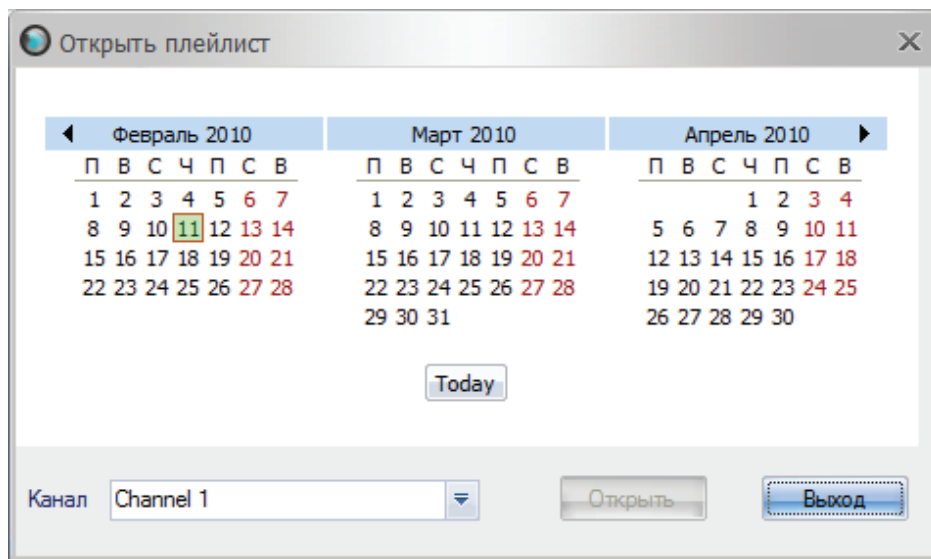 Открыть плейлист
Февраль 2010 Март 2010 Апрель 2010
П В С Ч П С В П В С Ч П С В П В С Ч П С В
1 2 3 4 5 6 7 1 2 3 4 5 6 7 1 2 3 4
8 9 10 11 12 13 14 8 9 10 11 12 13 14 5 6 7 8 9 10 11
15 16 17 18 19 20 21 15 16 17 18 19 20 21 12 13 14 15 16 17 18
22 23 24 25 26 27 28 22 23 24 25 26 27 28 19 20 21 22 23 24 25
29 30 31 26 27 28 29 30
Today
Канал Channel 1 Открыть Выход